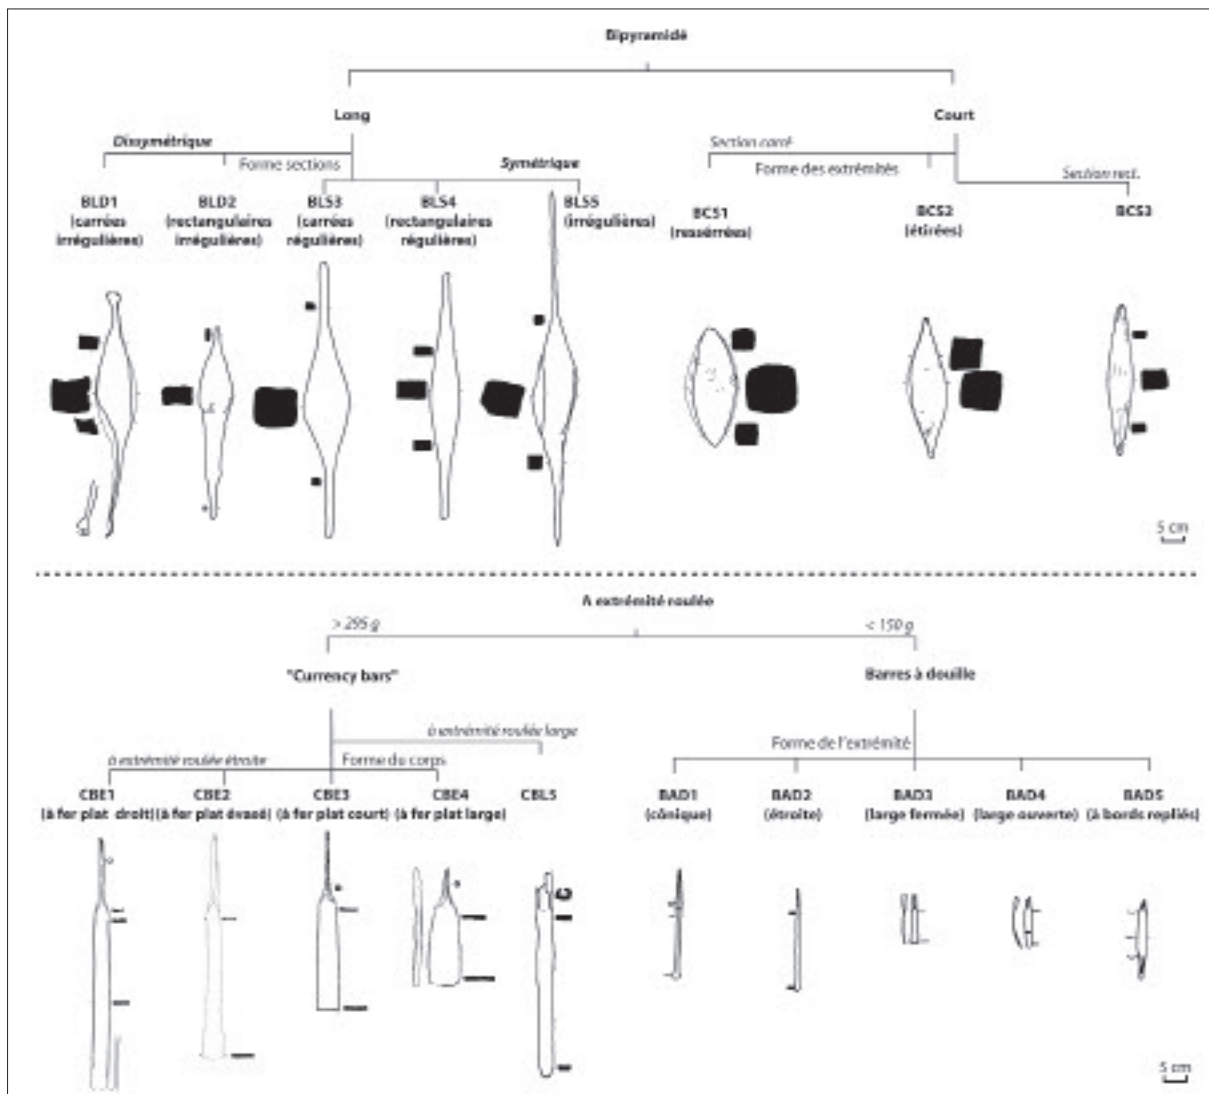 Bipyramidé
Long
Court
Dissymétrique
Forme sections
Symétrique
Section carré
Forme des extrémités
Section rect.
BLD1
(carrées
irrégulières)
BLD2
(rectangulaires
irrégulières)
BLS3
(carrées
régulières)
BLS4
(rectangulaires
régulières)
BLS5
(irrégulières)
BCS1
(ressérrées)
BCS2
(étirées)
BCS3
5 cm
A extrémité roulée
> 295 g
< 150 g
"Currency bars"
Barres à douille
à extrémité roulée large
à extrémité roulée étroite
Forme du corps
Forme de l'extrémité
CBE1
(à fer plat droit)
CBE2
(à fer plat évasé)
CBE3
(à fer plat court)
CBE4
(à fer plat large)
CBL5
BAD1
(cônique)
BAD2
(étroite)
BAD3
(large fermée)
BAD4
(large ouverte)
BAD5
(à bords repliés)
5 cm